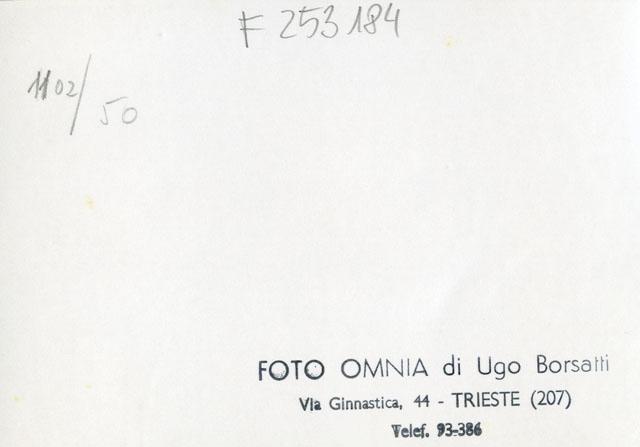 F 253184
1102/50
FOTO OMNIA di Ugo Borsatti
Via Ginnastica, 44 - TRIESTE (207)
Telef. 93-386